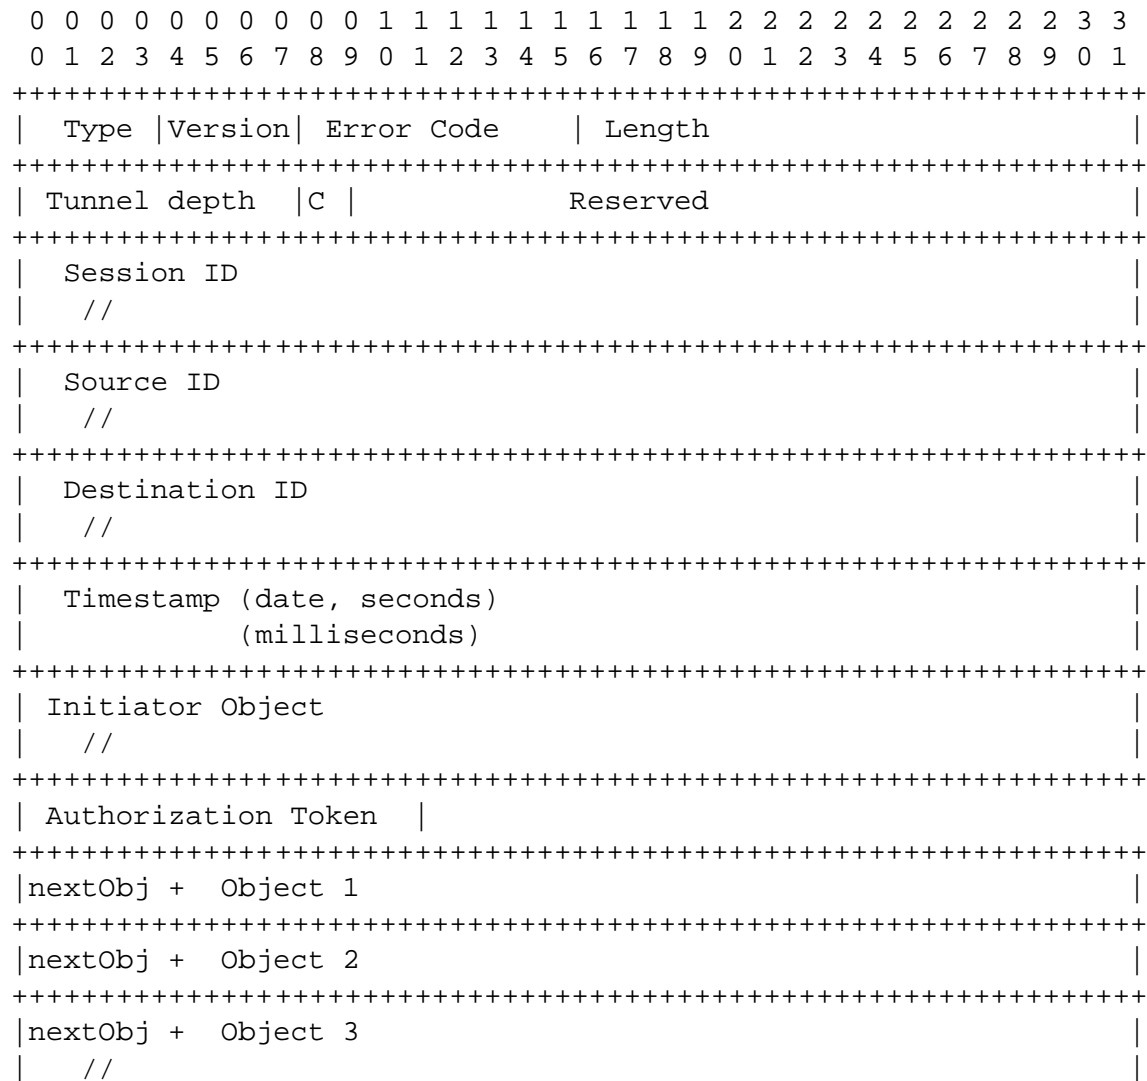 0 0 0 0 0 0 0 0 0 0 1 1 1 1 1 1 1 1 1 1 2 2 2 2 2 2 2 2 2 2 3 3
0 1 2 3 4 5 6 7 8 9 0 1 2 3 4 5 6 7 8 9 0 1 2 3 4 5 6 7 8 9 0 1
+++++++++++++++++++++++++++++++++++++++++++++++++++++++++++++++++
|  Type |Version| Error Code    | Length                        |
+++++++++++++++++++++++++++++++++++++++++++++++++++++++++++++++++
| Tunnel depth  |C |            Reserved                        |
+++++++++++++++++++++++++++++++++++++++++++++++++++++++++++++++++
|  Session ID                                                   |
|   //                                                          |
+++++++++++++++++++++++++++++++++++++++++++++++++++++++++++++++++
|  Source ID                                                    |
|   //                                                          |
+++++++++++++++++++++++++++++++++++++++++++++++++++++++++++++++++
|  Destination ID                                               |
|   //                                                          |
+++++++++++++++++++++++++++++++++++++++++++++++++++++++++++++++++
|  Timestamp (date, seconds)                                    |
|            (milliseconds)                                     |
+++++++++++++++++++++++++++++++++++++++++++++++++++++++++++++++++
| Initiator Object                                              |
|   //                                                          |
+++++++++++++++++++++++++++++++++++++++++++++++++++++++++++++++++
| Authorization Token  |
+++++++++++++++++++++++++++++++++++++++++++++++++++++++++++++++++
|nextObj +  Object 1                                            |
+++++++++++++++++++++++++++++++++++++++++++++++++++++++++++++++++
|nextObj +  Object 2                                            |
+++++++++++++++++++++++++++++++++++++++++++++++++++++++++++++++++
|nextObj +  Object 3                                            |
|   //                                                          |